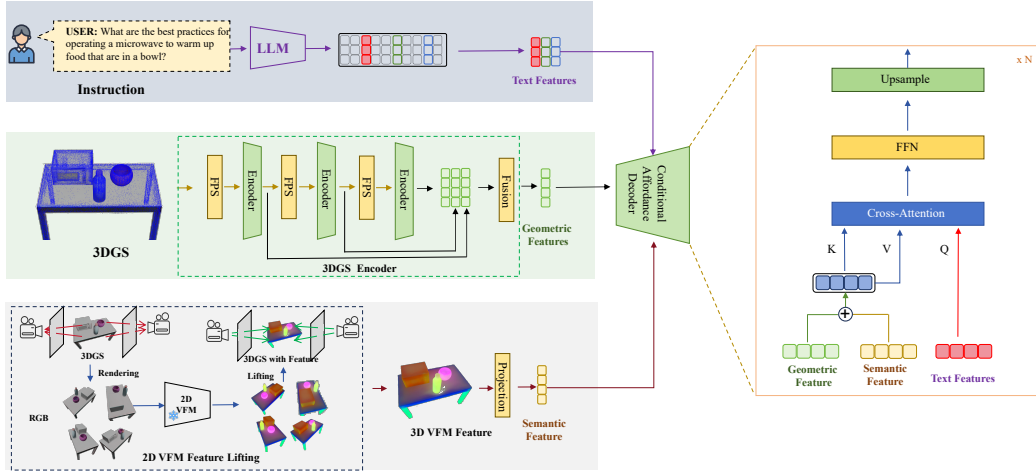 USER: What are the best practices for
operating a microwave to warm up
food that are in a bowl?
LLM
Text Features
Instruction
3DGS
FPS
Encoder
FPS
Encoder
FPS
Encoder
Fusion
Geometric
Features
3DGS Encoder
Conditional
Affordance
Decoder
3DGS
Rendering
RGB
2D
VFM
3DGS with Feature
Lifting
2D VFM Feature Lifting
3D VFM Feature
Projection
Semantic
Feature
x N
Upsample
FFN
Cross-Attention
K
V
Q
Geometric
Feature
Semantic
Feature
Text Features